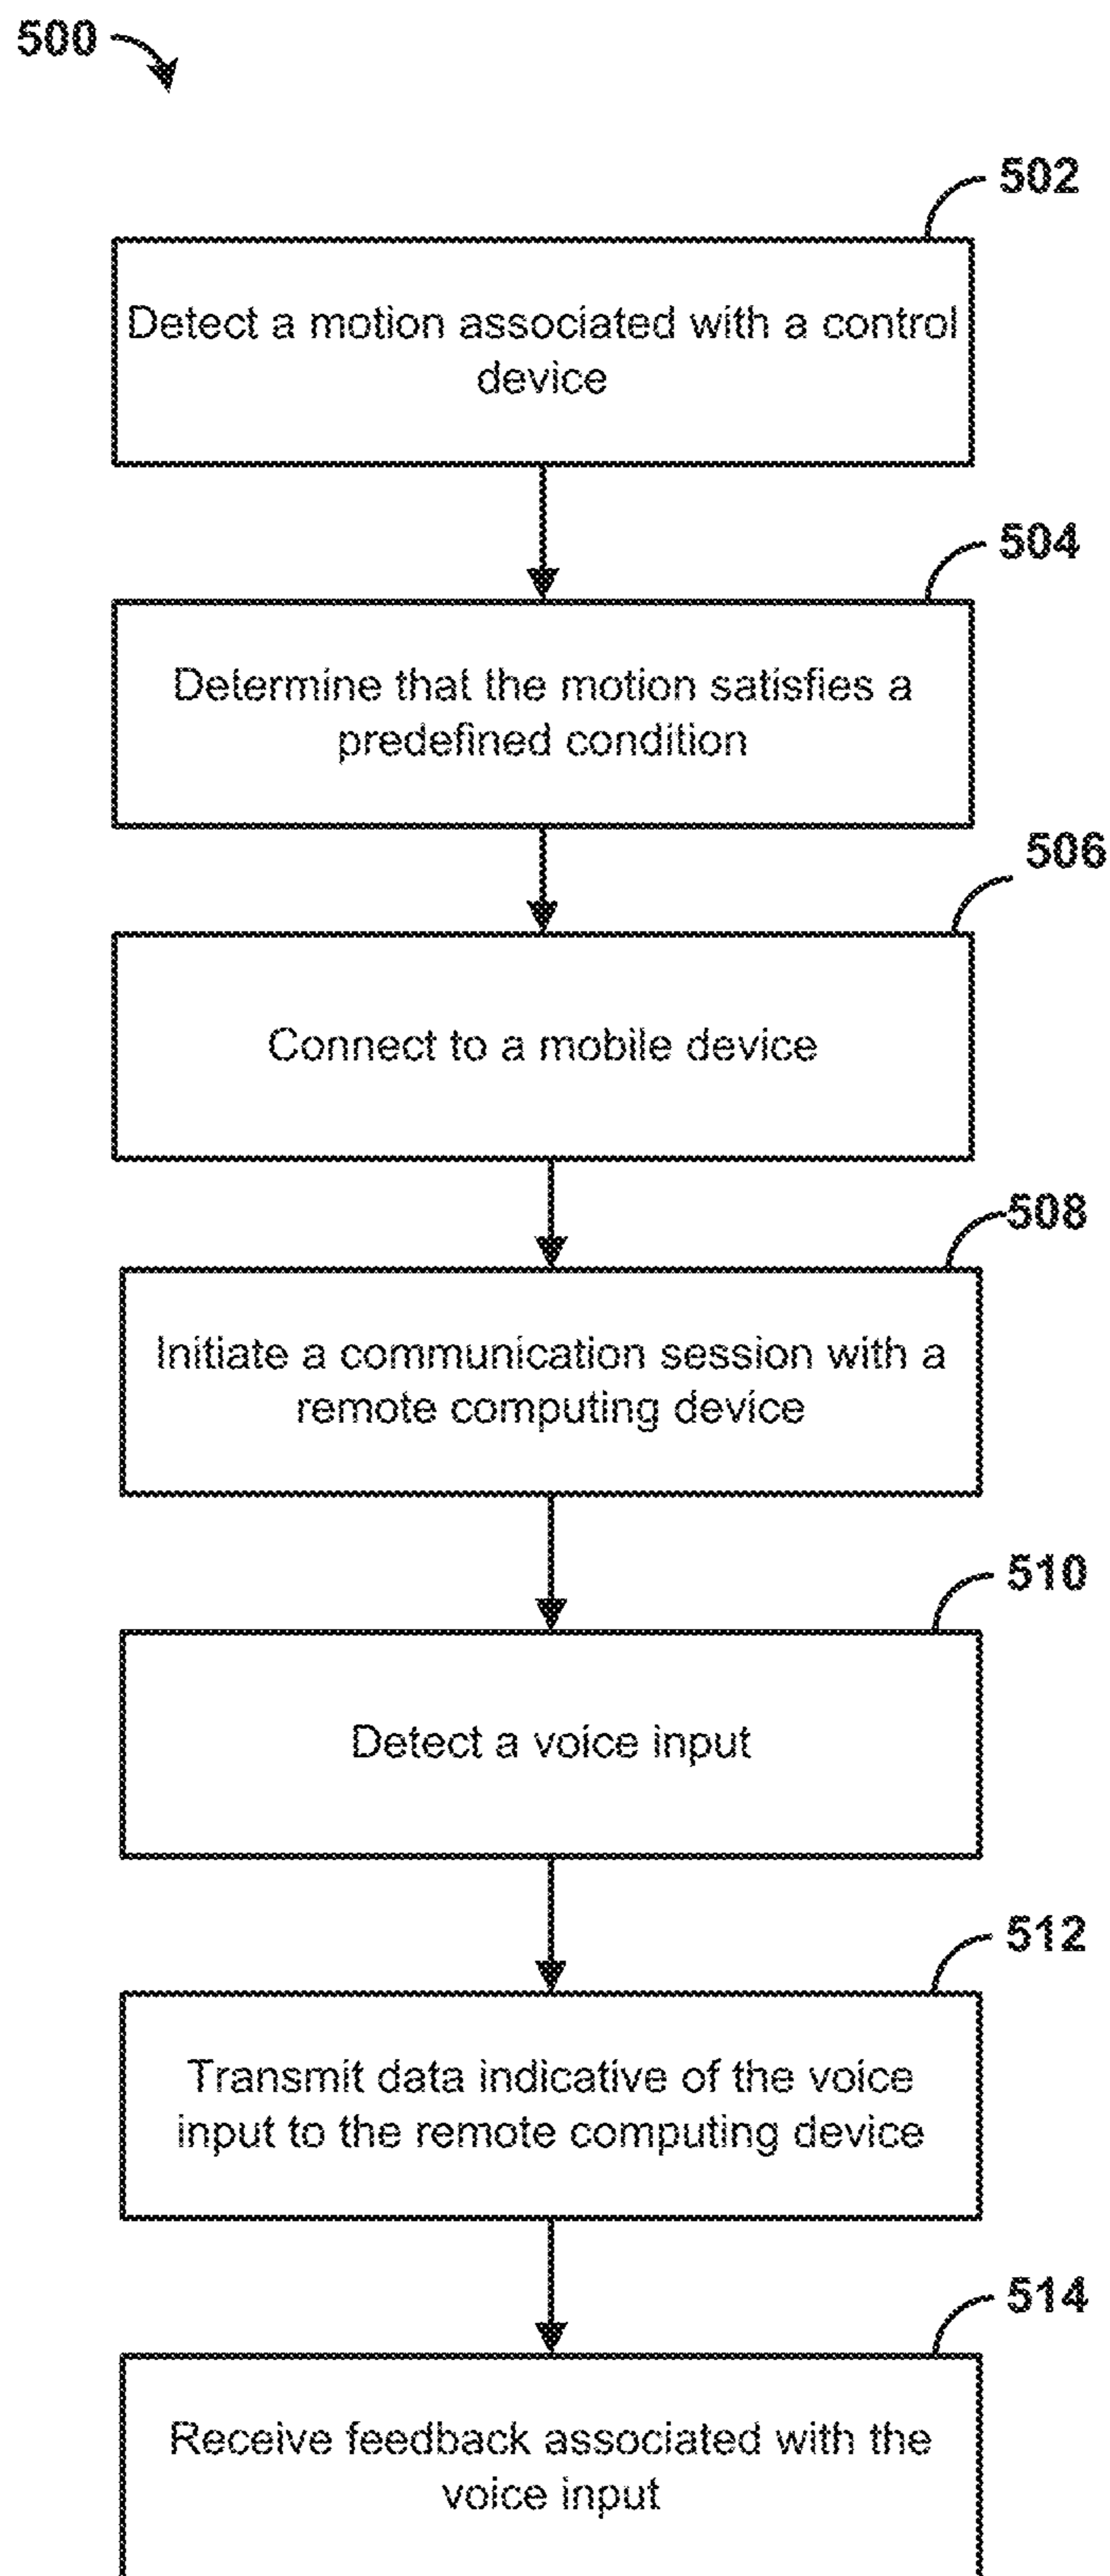 500
502
Detect a motion associated with a control
device
504
Determine that the motion satisfies a
predefined condition
506
Connect to a mobile device
508
Initiate a communication session with a
remote computing device
510
Detect a voice input
512
Transmit data indicative of the voice
input to the remote computing device
514
Receive feedback associated with the
voice input